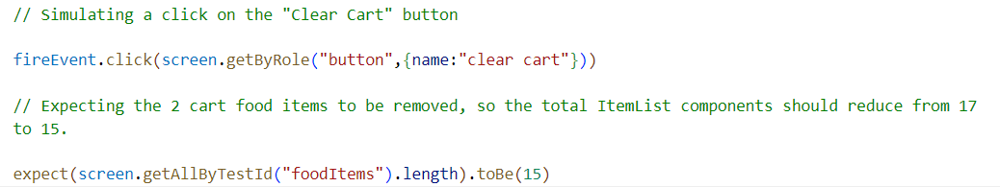 // Simulating a click on the "Clear Cart" button
fireEvent.click(screen.getByRole("button",{name:"clear cart"}))
// Expecting the 2 cart food items to be removed, so the total ItemList components should reduce from 17
to 15.
expect(screen.getAllByTestId("foodItems").length).toBe(15)